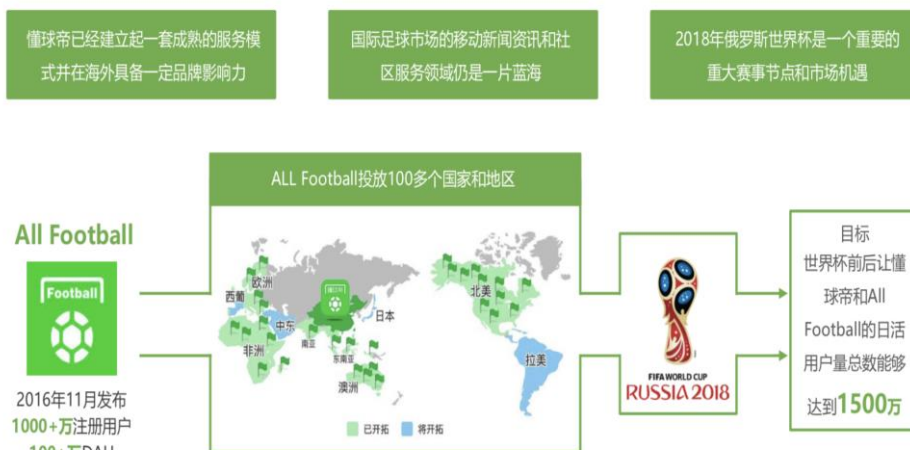 懂球帝已经建立起一套成熟的服务模
式并在海外具备一定品牌影响力
国际足球市场的移动新闻资讯和社
区服务领域仍是一片蓝海
2018年俄罗斯世界杯是一个重要的
重大赛事节点和市场机遇
ALL Football投放100多个国家和地区
All Football
Football
2016年11月发布
1000+万注册用户
100+万DAU
欧洲
西葡
中东
日本
非洲
南亚
东南亚
澳洲
北美
拉美
已开拓
将开拓
FIFA WORLD CUP
RUSSIA 2018
目标
世界杯前后让懂
球帝和All
Football的日活
用户量总数能够
达到1500万